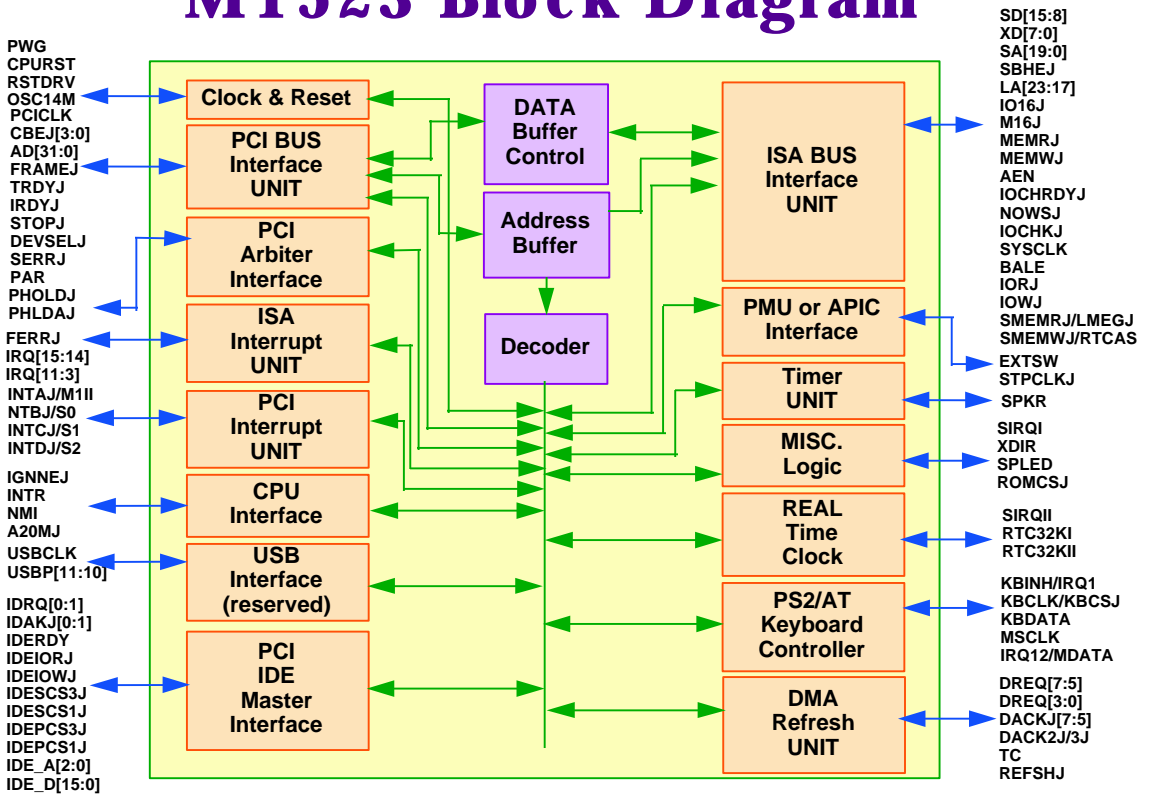 M1523 Block Diagram
PWG
CPURST
RSTDRV
OSC14M
PCICLK
CBEJ[3:0]
AD[31:0]
FRAMEJ
TRDYJ
IRDYJ
STOPJ
DEVSELJ
SERRJ
PAR
PHOLDJ
PHLDAJ
FERRJ
IRQ[15:14]
IRQ[11:3]
INTAJ/M1II
NTBJ/S0
INTCJ/S1
INTDJ/S2
IGNNEJ
INTR
NMI
A20MJ
USBCLK
USBP[11:10]
IDRQ[0:1]
IDAKJ[0:1]
IDERDY
IDEIORJ
IDEIOWJ
IDESCS3J
IDESCS1J
IDEPCS3J
IDEPCS1J
IDE_A[2:0]
IDE_D[15:0]
Clock & Reset
PCI BUS
Interface
UNIT
PCI
Arbiter
Interface
ISA
Interrupt
UNIT
PCI
Interrupt
UNIT
CPU
Interface
USB
Interface
(reserved)
PCI
IDE
Master
Interface
DATA
Buffer
Control
Address
Buffer
Decoder
ISA BUS
Interface
UNIT
PMU or APIC
Interface
Timer
UNIT
MISC.
Logic
REAL
Time
Clock
PS2/AT
Keyboard
Controller
DMA
Refresh
UNIT
SD[15:8]
XD[7:0]
SA[19:0]
SBHEJ
LA[23:17]
IO16J
M16J
MEMRJ
MEMWJ
AEN
IOCHRDYJ
NOWSJ
IOCHKJ
SYSCLK
BALE
IORJ
IOWJ
SMEMRJ/LMEGJ
SMEMWJ/RTCAS
EXTSW
STPCLKJ
SPKR
SIRQI
XDIR
SPLED
ROMCSJ
SIRQII
RTC32KI
RTC32KII
KBINH/IRQ1
KBCLK/KBCSJ
KBDATA
MSCLK
IRQ12/MDATA
DREQ[7:5]
DREQ[3:0]
DACKJ[7:5]
DACK2J/3J
TC
REFSHJ